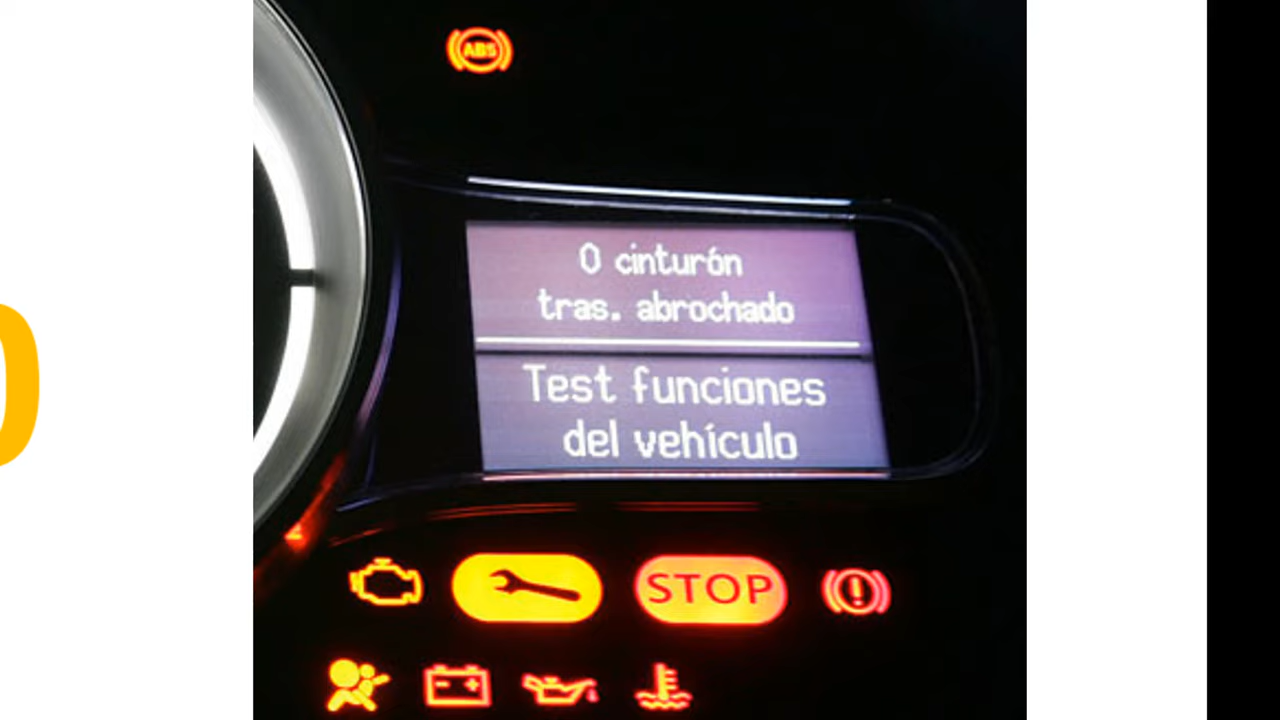 ABS
0 cinturón
tras. abrochado
Test funciones
del vehículo
STOP